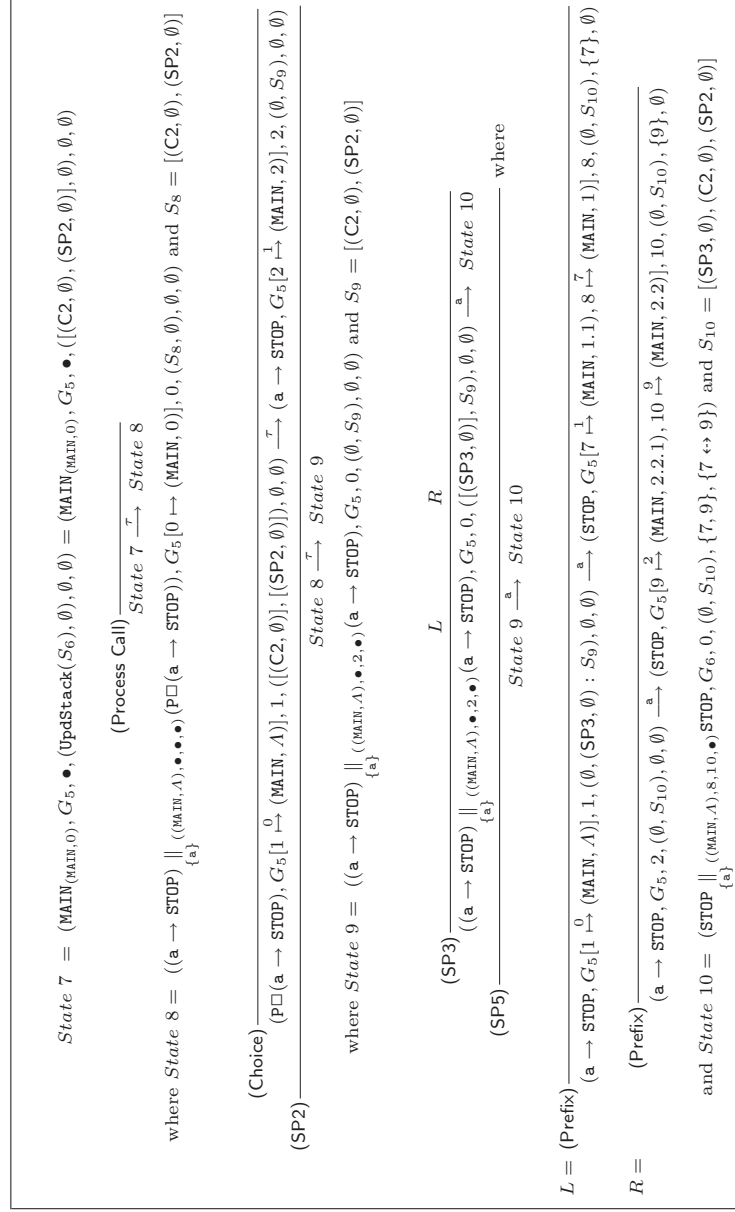 State 7 = (MAIN_(MAIN,0), G_5, •, (UpdStack(S_6), ∅), ∅, ∅) = (MAIN_(MAIN,0), G_5, •, ([(C2, ∅), (SP2, ∅)], ∅), ∅, ∅)
(Process Call)
State 7 —τ→ State 8
where State 8 = ((a → STOP) ∥_{a} ((MAIN,Λ),•,•,•) (P□(a → STOP)), G_5[0 ↦ (MAIN, 0)], 0, (S_8, ∅), ∅, ∅) and S_8 = [(C2, ∅), (SP2, ∅)]
(Choice)
(P□(a → STOP), G_5[1 ↦^0 (MAIN, Λ)], 1, ([(C2, ∅)], [(SP2, ∅)]), ∅, ∅) —τ→ (a → STOP, G_5[2 ↦^1 (MAIN, 2)], 2, (∅, S_9), ∅, ∅)
(SP2)
State 8 —τ→ State 9
where State 9 = ((a → STOP) ∥_{a} ((MAIN,Λ),•,2,•) (a → STOP), G_5, 0, (∅, S_9), ∅, ∅) and S_9 = [(C2, ∅), (SP2, ∅)]
L R
(SP3)
((a → STOP) ∥_{a} ((MAIN,Λ),•,2,•) (a → STOP), G_5, 0, ([(SP3, ∅)], S_9), ∅, ∅) —a→ State 10
(SP5) where
State 9 —a→ State 10
L = (Prefix)
(a → STOP, G_5[1 ↦^0 (MAIN, Λ)], 1, (∅, (SP3, ∅) : S_9), ∅, ∅) —a→ (STOP, G_5[7 ↦^1 (MAIN, 1.1), 8 ↦^7 (MAIN, 1)], 8, (∅, S_10), {7}, ∅)
R = (Prefix)
(a → STOP, G_5, 2, (∅, S_10), ∅, ∅) —a→ (STOP, G_5[9 ↦^2 (MAIN, 2.2.1), 10 ↦^9 (MAIN, 2.2)], 10, (∅, S_10), {9}, ∅)
and State 10 = (STOP ∥_{a} ((MAIN,Λ),8,10,•) STOP, G_6, 0, (∅, S_10), {7, 9}, {7 ↔ 9}) and S_10 = [(SP3, ∅), (C2, ∅), (SP2, ∅)]